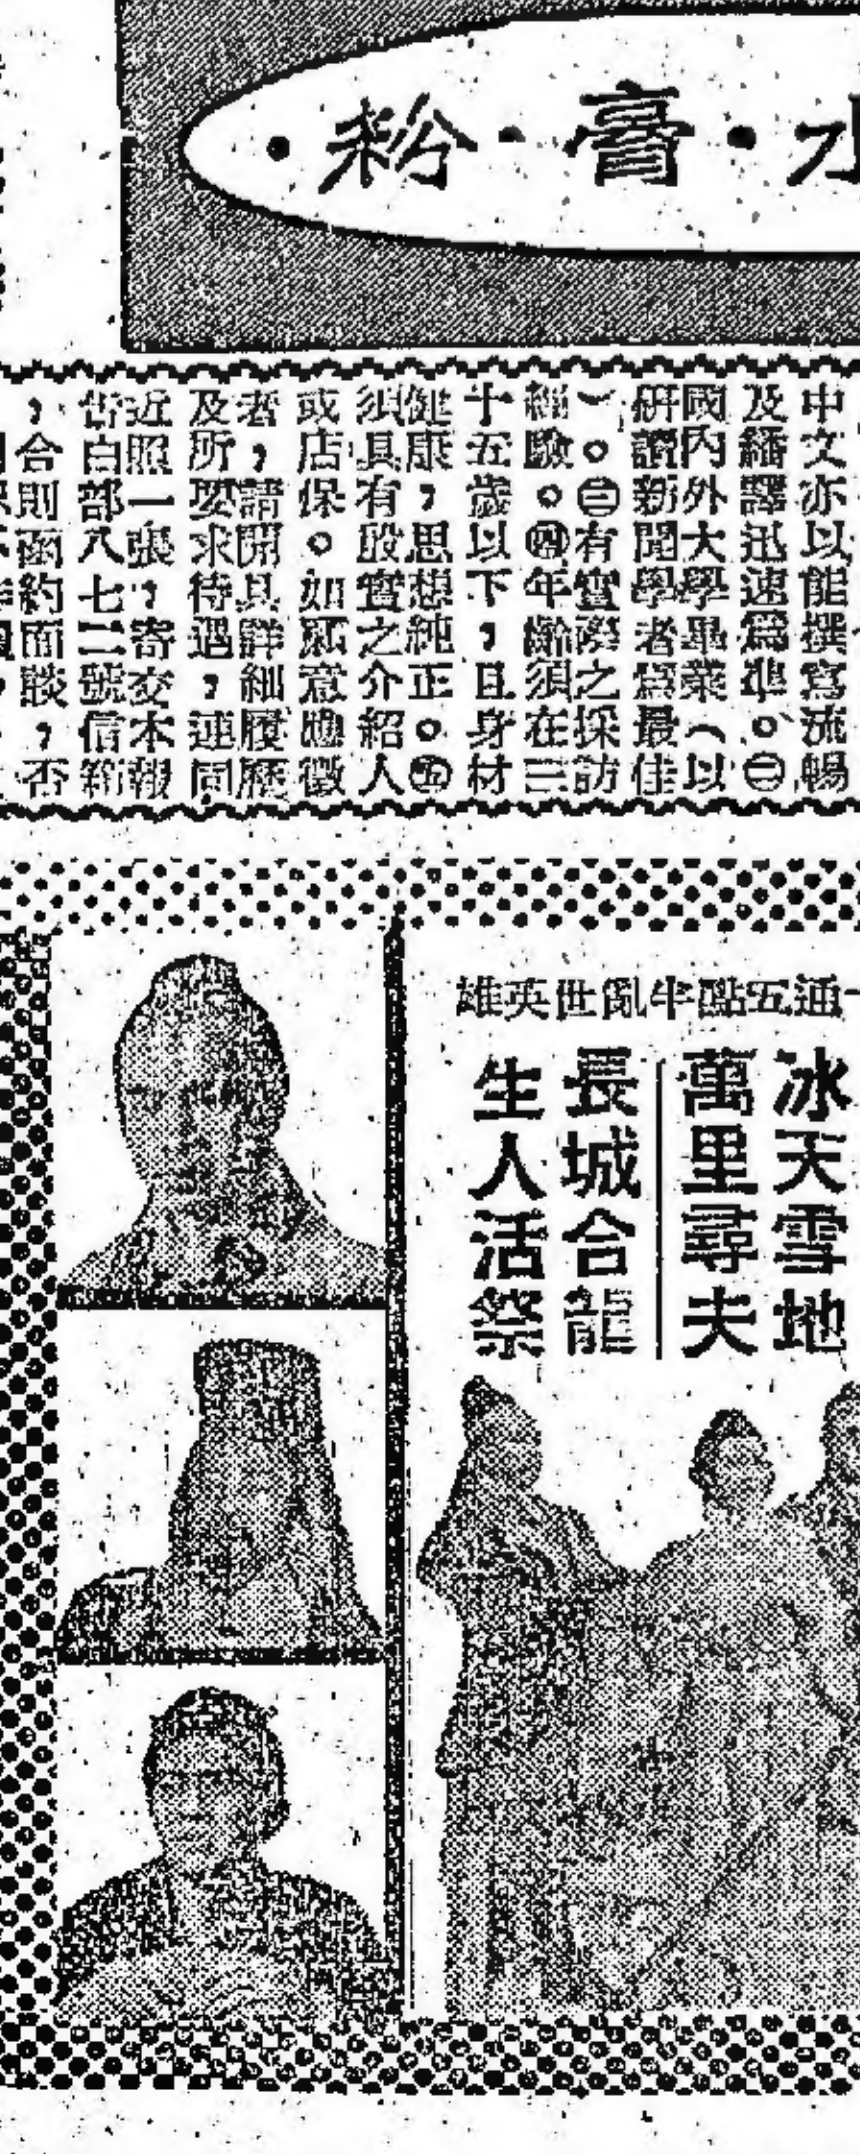 水·膏·粉·
中文亦以能撰寫流暢
及繙譯迅速爲準。㊁
國內外大學畢業（以
研讀新聞學者爲最佳
）。㊂有實際之採訪
經驗。㊃年齡須在三
十五歲以下，且身材
健康，思想純正。㊄
須具有殷實之介紹人
或店保。如願意應徵
者，請開具詳細履歷
及所要求待遇，連同
近照一張，寄交本報
告白部八七二號信箱
，合則函約面談，否
一通五點半亂世英雄
冰天雪地
萬里尋夫
長城合龍
生人活祭